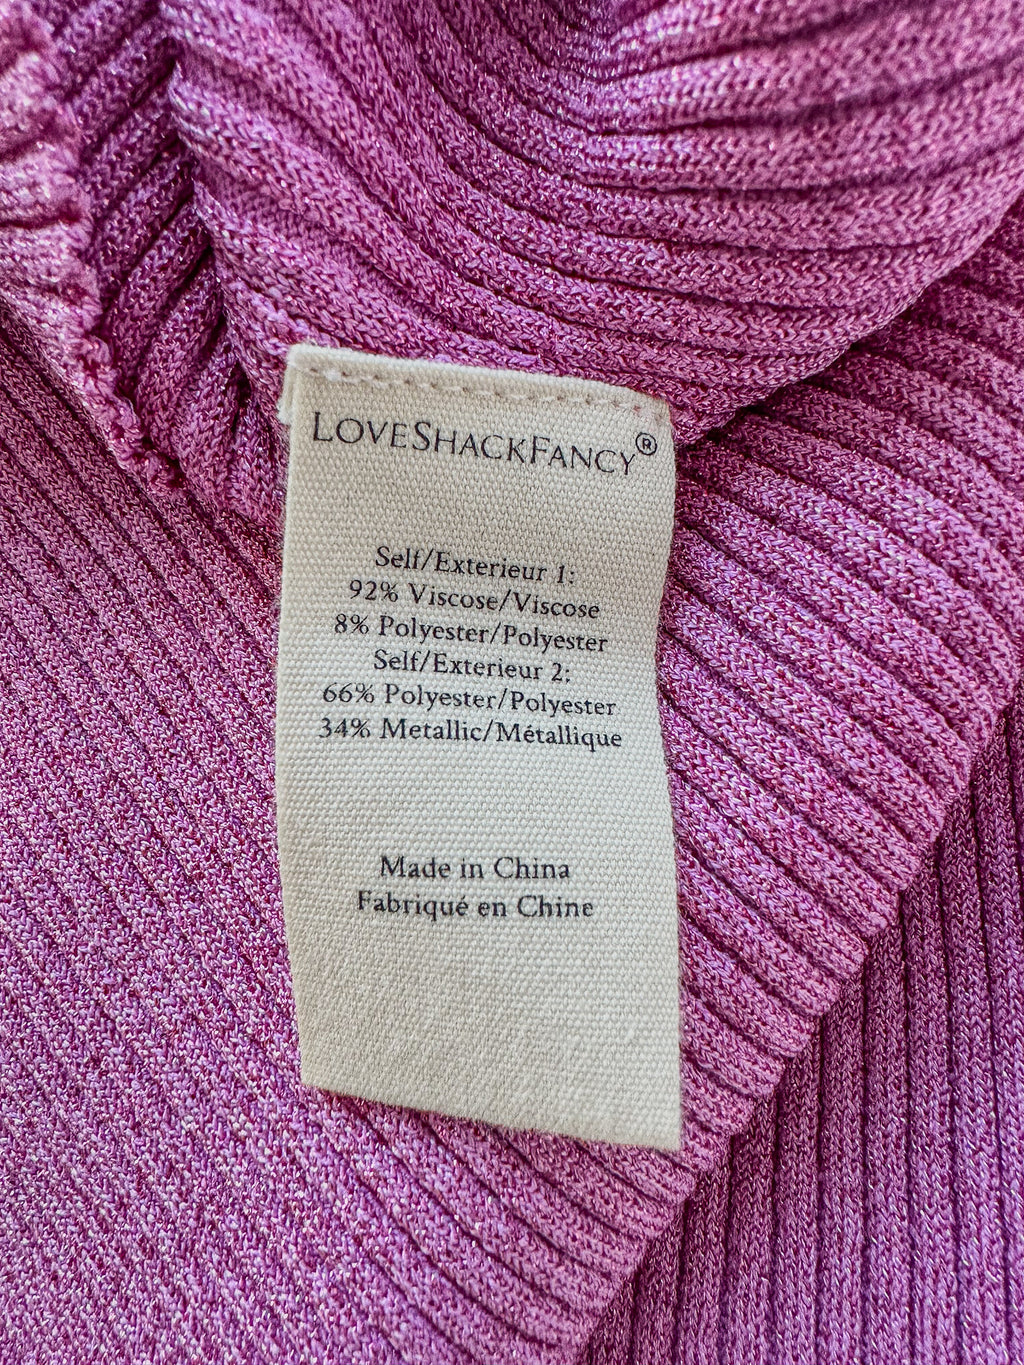 LOVESHACKFANCY®
Self/Exterieur 1:
92% Viscose/Viscose
8% Polyester/Polyester
Self/Exterieur 2:
66% Polyester/Polyester
34% Metallic/Métallique
Made in China
Fabriqué en Chine